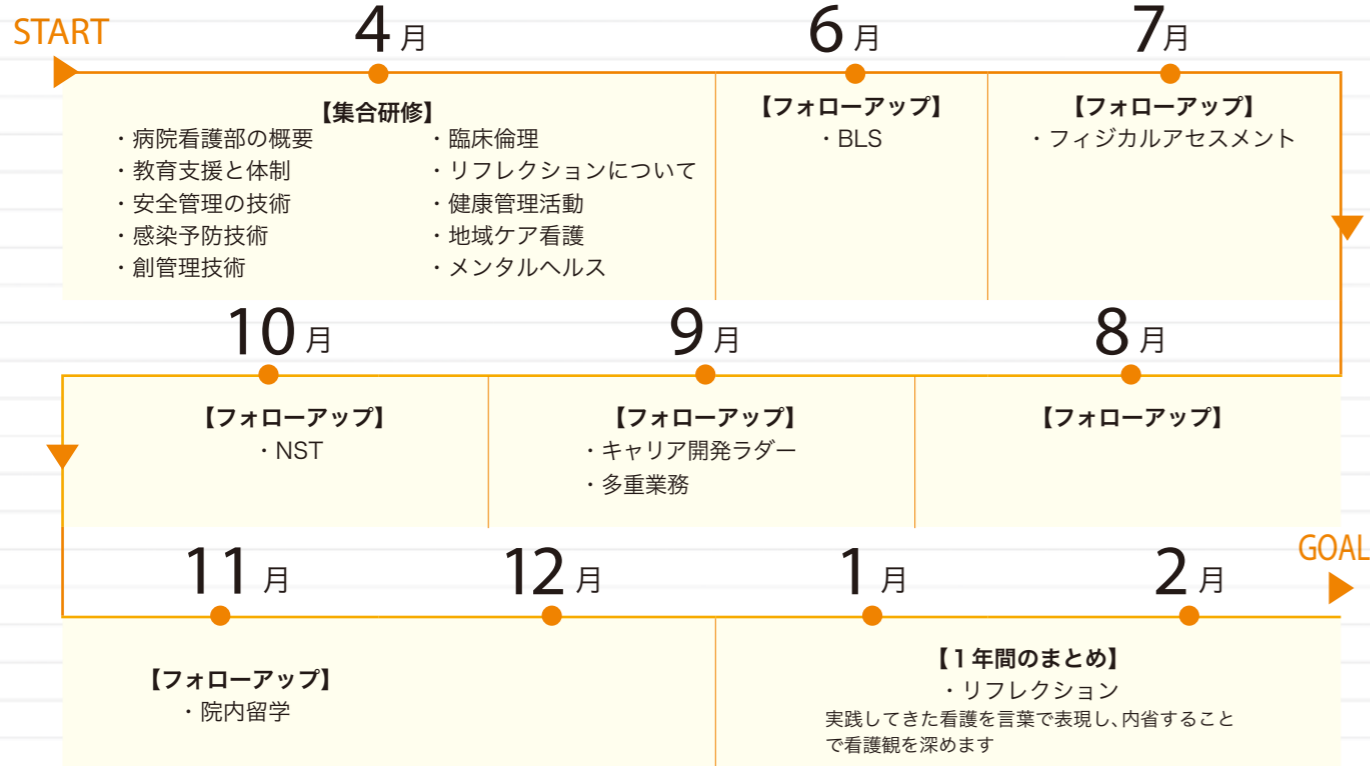 START
4月
6月
7月
【集合研修】
・病院看護部の概要
・教育支援と体制
・安全管理の技術
・感染予防技術
・創管理技術
・臨床倫理
・リフレクションについて
・健康管理活動
・地域ケア看護
・メンタルヘルス
【フォローアップ】
・BLS
【フォローアップ】
・フィジカルアセスメント
8月
【フォローアップ】
9月
【フォローアップ】
・キャリア開発ラダー
・多重業務
10月
【フォローアップ】
・NST
11月
12月
【フォローアップ】
・院内留学
1月
2月
【１年間のまとめ】
・リフレクション
実践してきた看護を言葉で表現し、内省すること
で看護観を深めます
GOAL